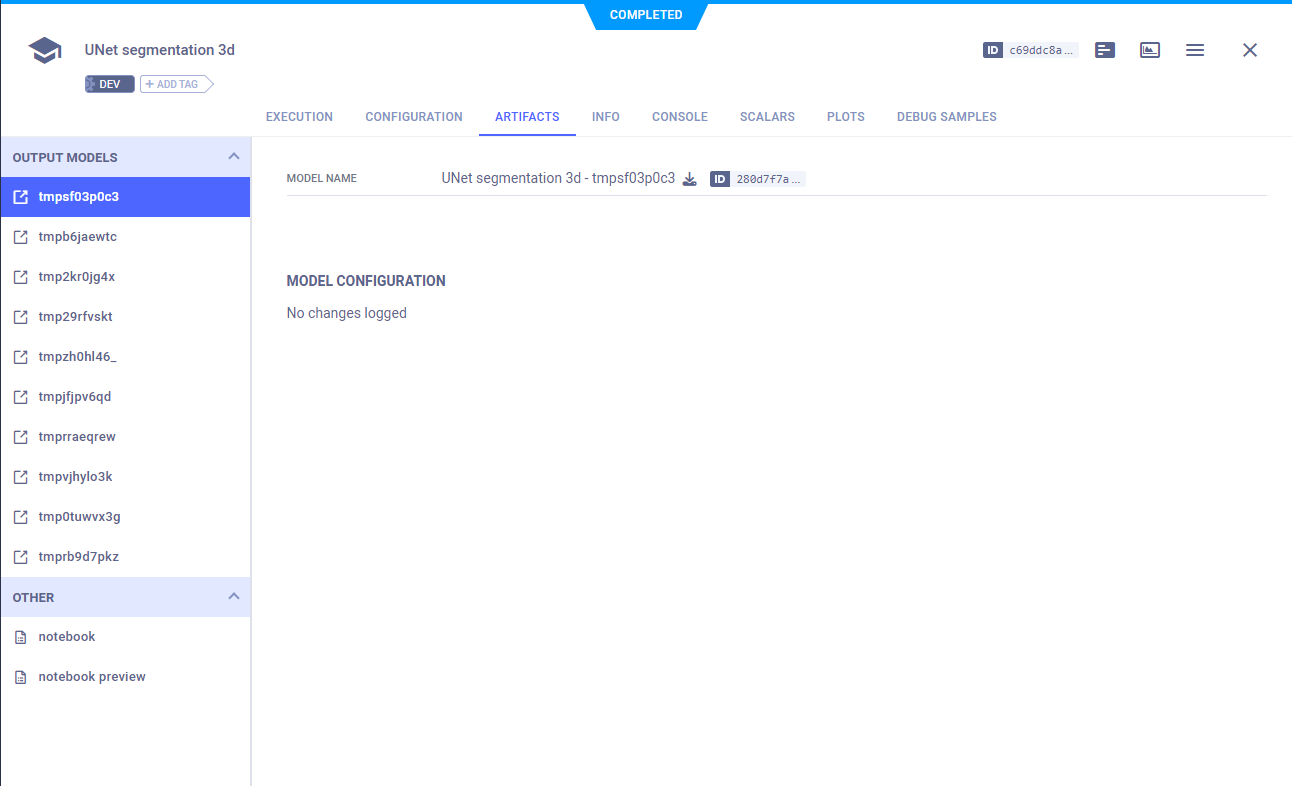 COMPLETED
UNet segmentation 3d
ID c69ddc8a...
DEV + ADD TAG
EXECUTION CONFIGURATION ARTIFACTS INFO CONSOLE SCALARS PLOTS DEBUG SAMPLES
OUTPUT MODELS
tmpsf03p0c3
tmpb6jaewtc
tmp2kr0jg4x
tmp29rfvskt
tmpzh0hl46_
tmpjfjpv6qd
tmprraeqrew
tmpvjhylo3k
tmp0tuwvx3g
tmprb9d7pkz
OTHER
notebook
notebook preview
MODEL NAME UNet segmentation 3d - tmpsf03p0c3 ID 280d7f7a...
MODEL CONFIGURATION
No changes logged